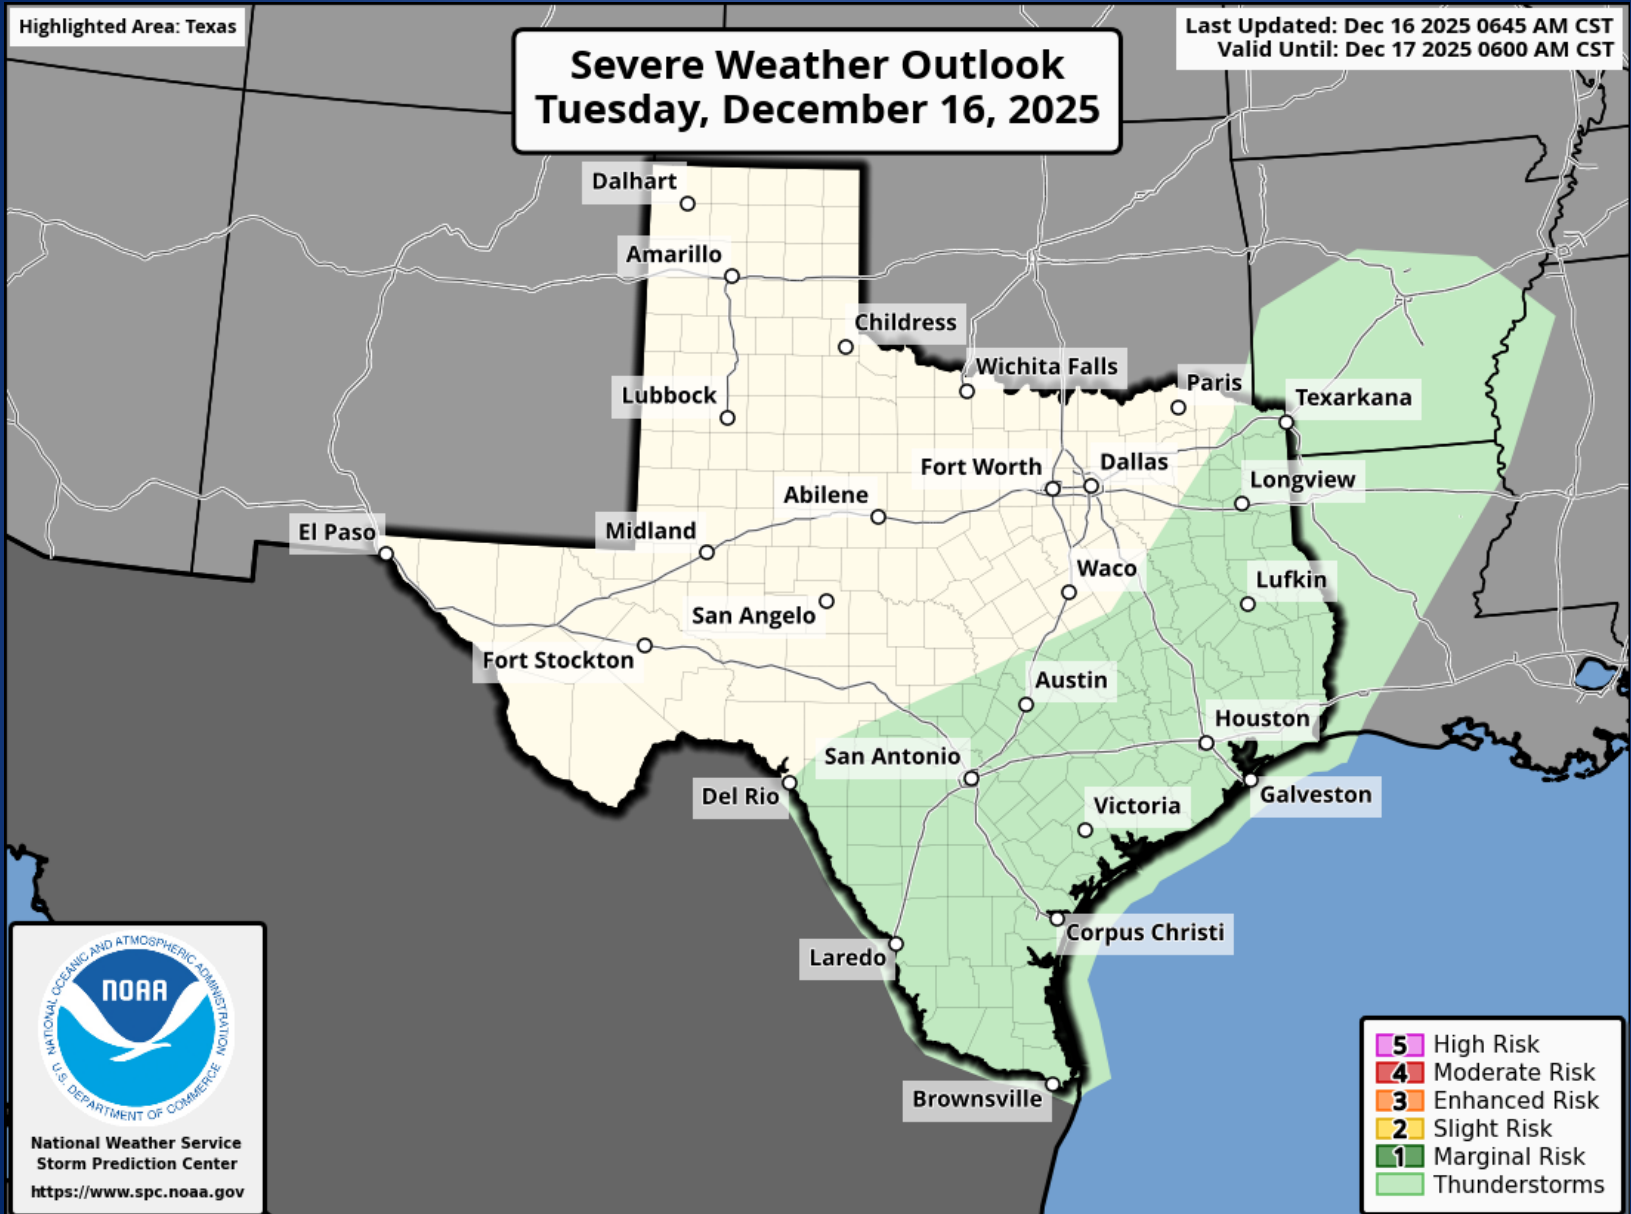 Highlighted Area: Texas
Severe Weather Outlook
Tuesday, December 16, 2025
Last Updated: Dec 16 2025 0645 AM CST
Valid Until: Dec 17 2025 0600 AM CST
Dalhart
Amarillo
Childress
Wichita Falls
Paris
Lubbock
Texarkana
Fort Worth
Dallas
Longview
Abilene
El Paso
Midland
Waco
Lufkin
San Angelo
Fort Stockton
Austin
Houston
San Antonio
Del Rio
Galveston
Victoria
Corpus Christi
Laredo
Brownsville
NATIONAL OCEANIC AND ATMOSPHERIC ADMINISTRATION
NOAA
U.S. DEPARTMENT OF COMMERCE
National Weather Service
Storm Prediction Center
https://www.spc.noaa.gov
5 High Risk
4 Moderate Risk
3 Enhanced Risk
2 Slight Risk
1 Marginal Risk
Thunderstorms